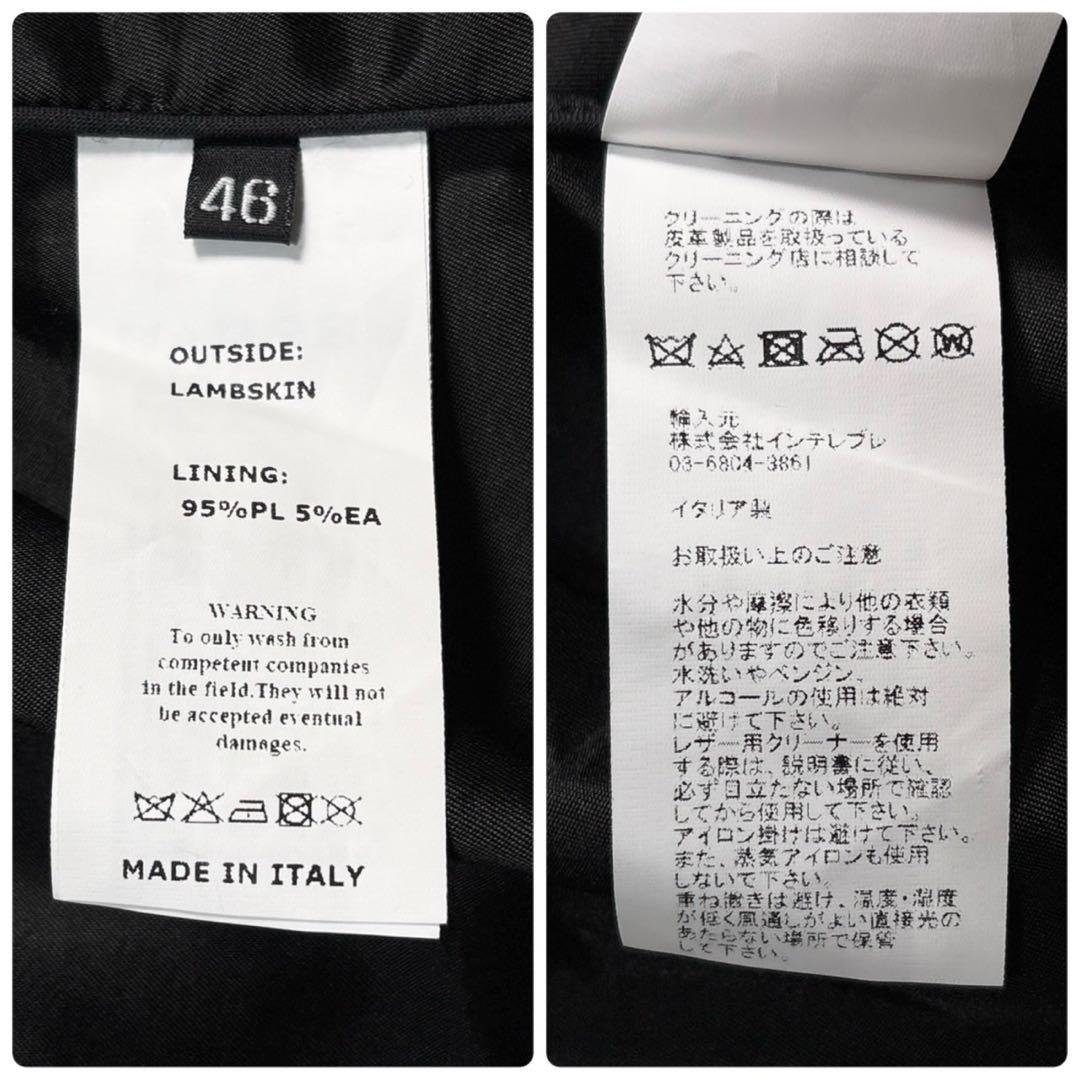 46
OUTSIDE:
LAMBSKIN
LINING:
95%PL 5%EA
WARNING
To only wash from
competent companies
in the field.They will not
be accepted eventual
damages.
MADE IN ITALY
クリーニングの際は
皮革製品を取扱っている
クリーニング店に相談して
下さい。
W
輸入元
株式会社インテレプレ
03-6804-3861
イタリア製
お取扱い上のご注意
水分や摩擦により他の衣類
や他の物に色移りする場合
がありますのでご注意下さい。
水洗いやベンジン、
アルコールの使用は絶対
に避けて下さい。
レザー用クリーナーを使用
する際は、説明書に従い、
必ず目立たない場所で確認
してから使用して下さい。
アイロン掛けは避けて下さい。
また、蒸気アイロンも使用
しないで下さい。
重ね置きは避け、温度・湿度
が低く風通しがよい直接光の
あたらない場所で保管
して下さい。